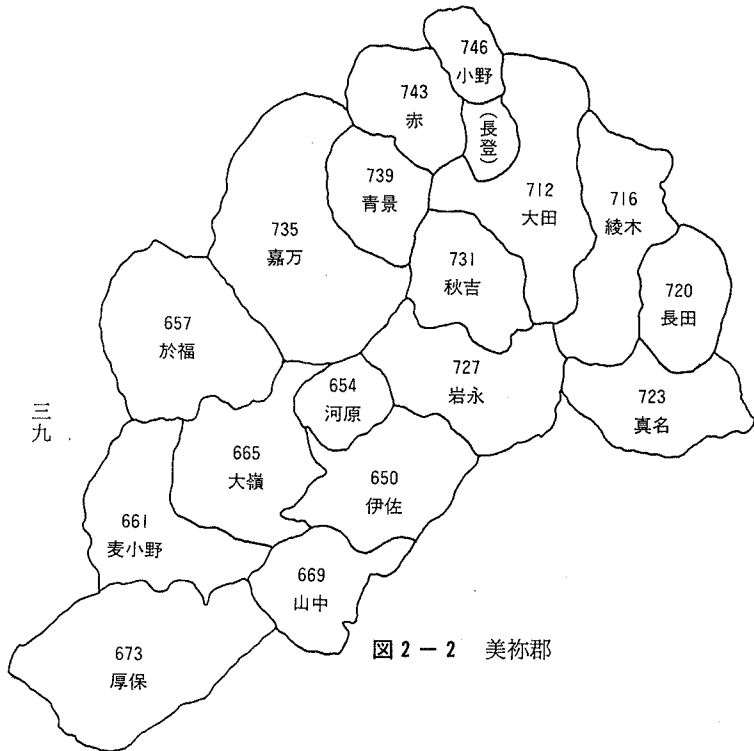 746
小野
743
赤
(長登)
739
青景
712
大田
716
綾木
735
嘉万
731
秋吉
720
長田
657
於福
727
岩永
654
河原
723
真名
三九
665
大嶺
650
伊佐
661
麦小野
669
山中
673
厚保
図2-2 美祢郡